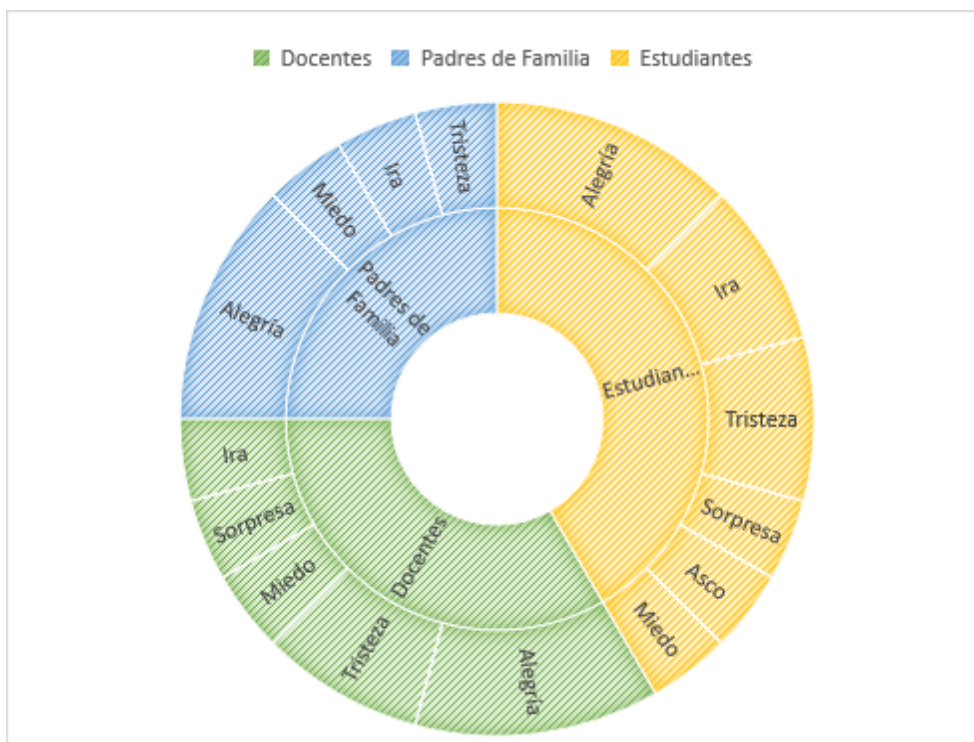 Docentes Padres de Familia Estudiantes
Alegría
Ira
Tristeza
Sorpresa
Asco
Miedo
Estudian...
Alegría
Tristeza
Miedo
Sorpresa
Ira
Docentes
Alegría
Miedo
Ira
Tristeza
Padres de
Familia